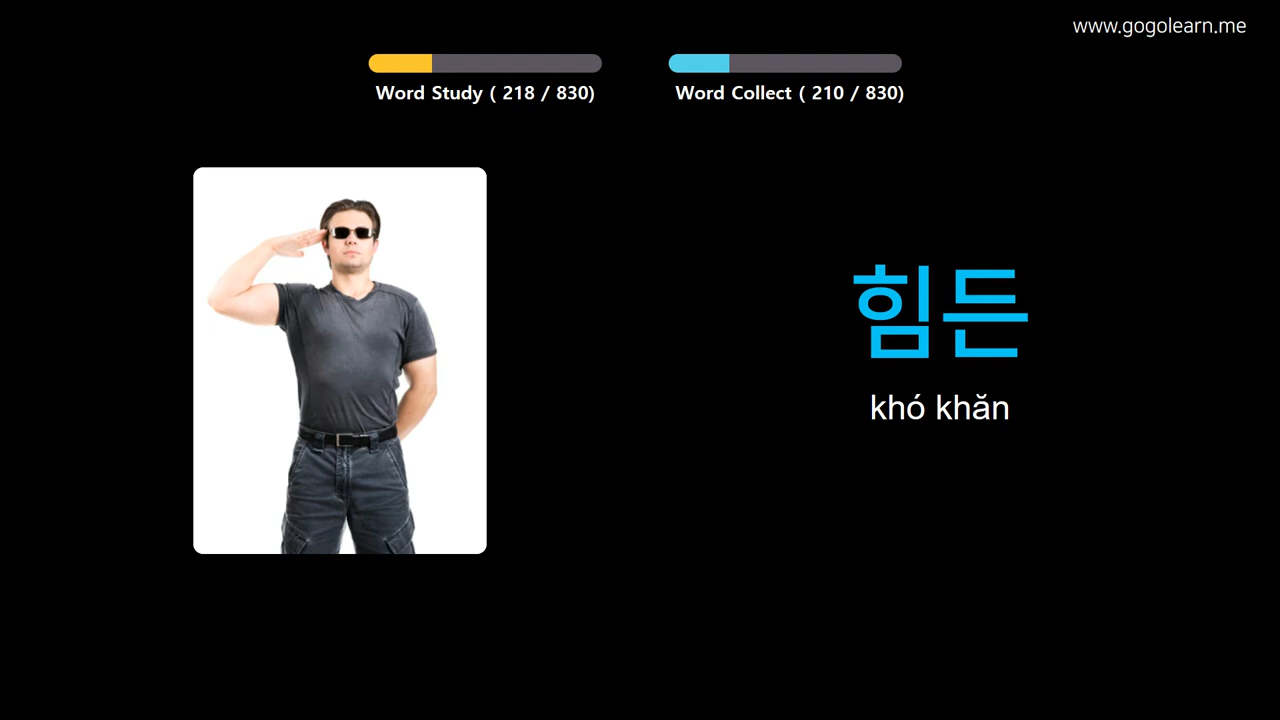 www.gogolearn.me
Word Study ( 218 / 830)
Word Collect ( 210 / 830)
힘든
khó khăn